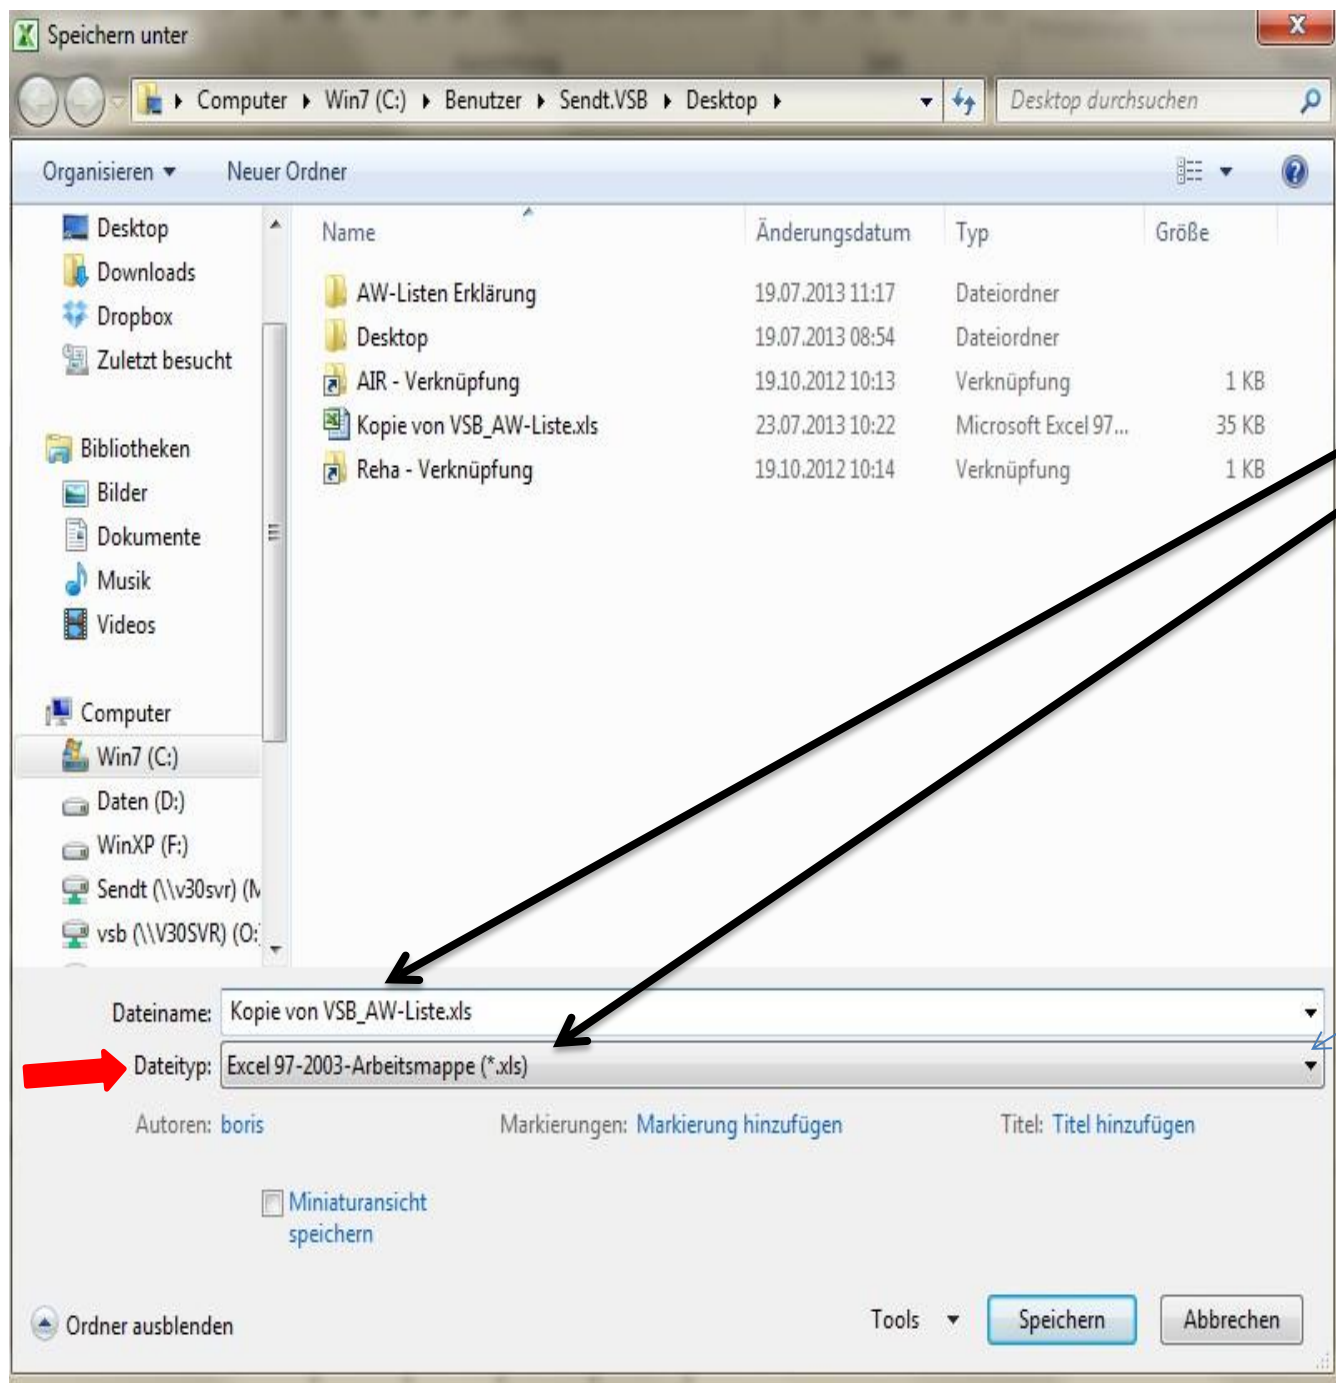 Speichern unter
Computer Win7 (C:) Benutzer Sendt.VSB Desktop
Desktop durchsuchen
Organisieren Neuer Ordner
Desktop
Downloads
Dropbox
Zuletzt besucht
Bibliotheken
Bilder
Dokumente
Musik
Videos
Computer
Win7 (C:)
Daten (D:)
WinXP (F:)
Sendt (\\v30svr) (M
vsb (\\V30SVR) (O:
Name Änderungsdatum Typ Größe
AW-Listen Erklärung 19.07.2013 11:17 Dateiordner
Desktop 19.07.2013 08:54 Dateiordner
AIR - Verknüpfung 19.10.2012 10:13 Verknüpfung 1 KB
Kopie von VSB_AW-Liste.xls 23.07.2013 10:22 Microsoft Excel 97... 35 KB
Reha - Verknüpfung 19.10.2012 10:14 Verknüpfung 1 KB
Dateiname: Kopie von VSB_AW-Liste.xls
Dateityp: Excel 97-2003-Arbeitsmappe (*.xls)
Autoren: boris Markierungen: Markierung hinzufügen Titel: Titel hinzufügen
Miniaturansicht
speichern
Ordner ausblenden Tools Speichern Abbrechen